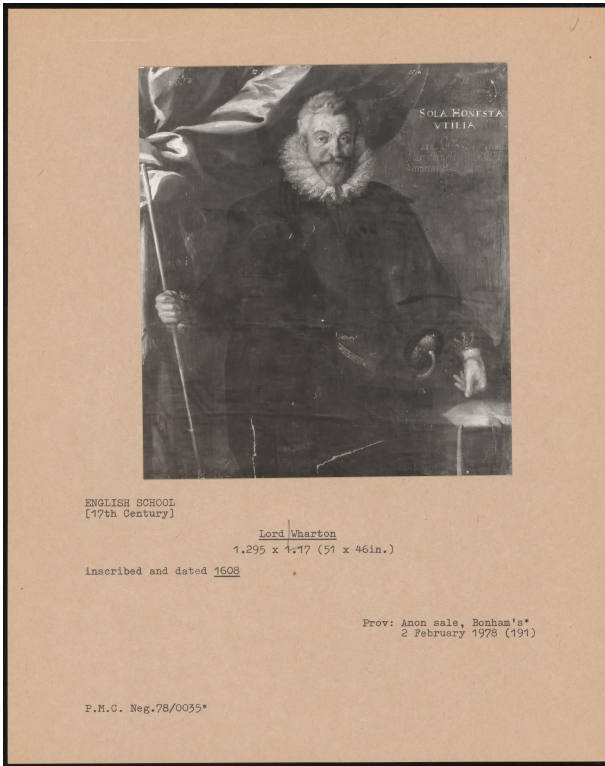 SOLA HONESTA
VTILIA
ENGLISH SCHOOL
[17th Century]
Lord Wharton
1.295 x 1.17 (51 x 46in.)
inscribed and dated 1608
Prov: Anon sale, Bonham's*
2 February 1978 (191)
P.M.C. Neg.78/0035*